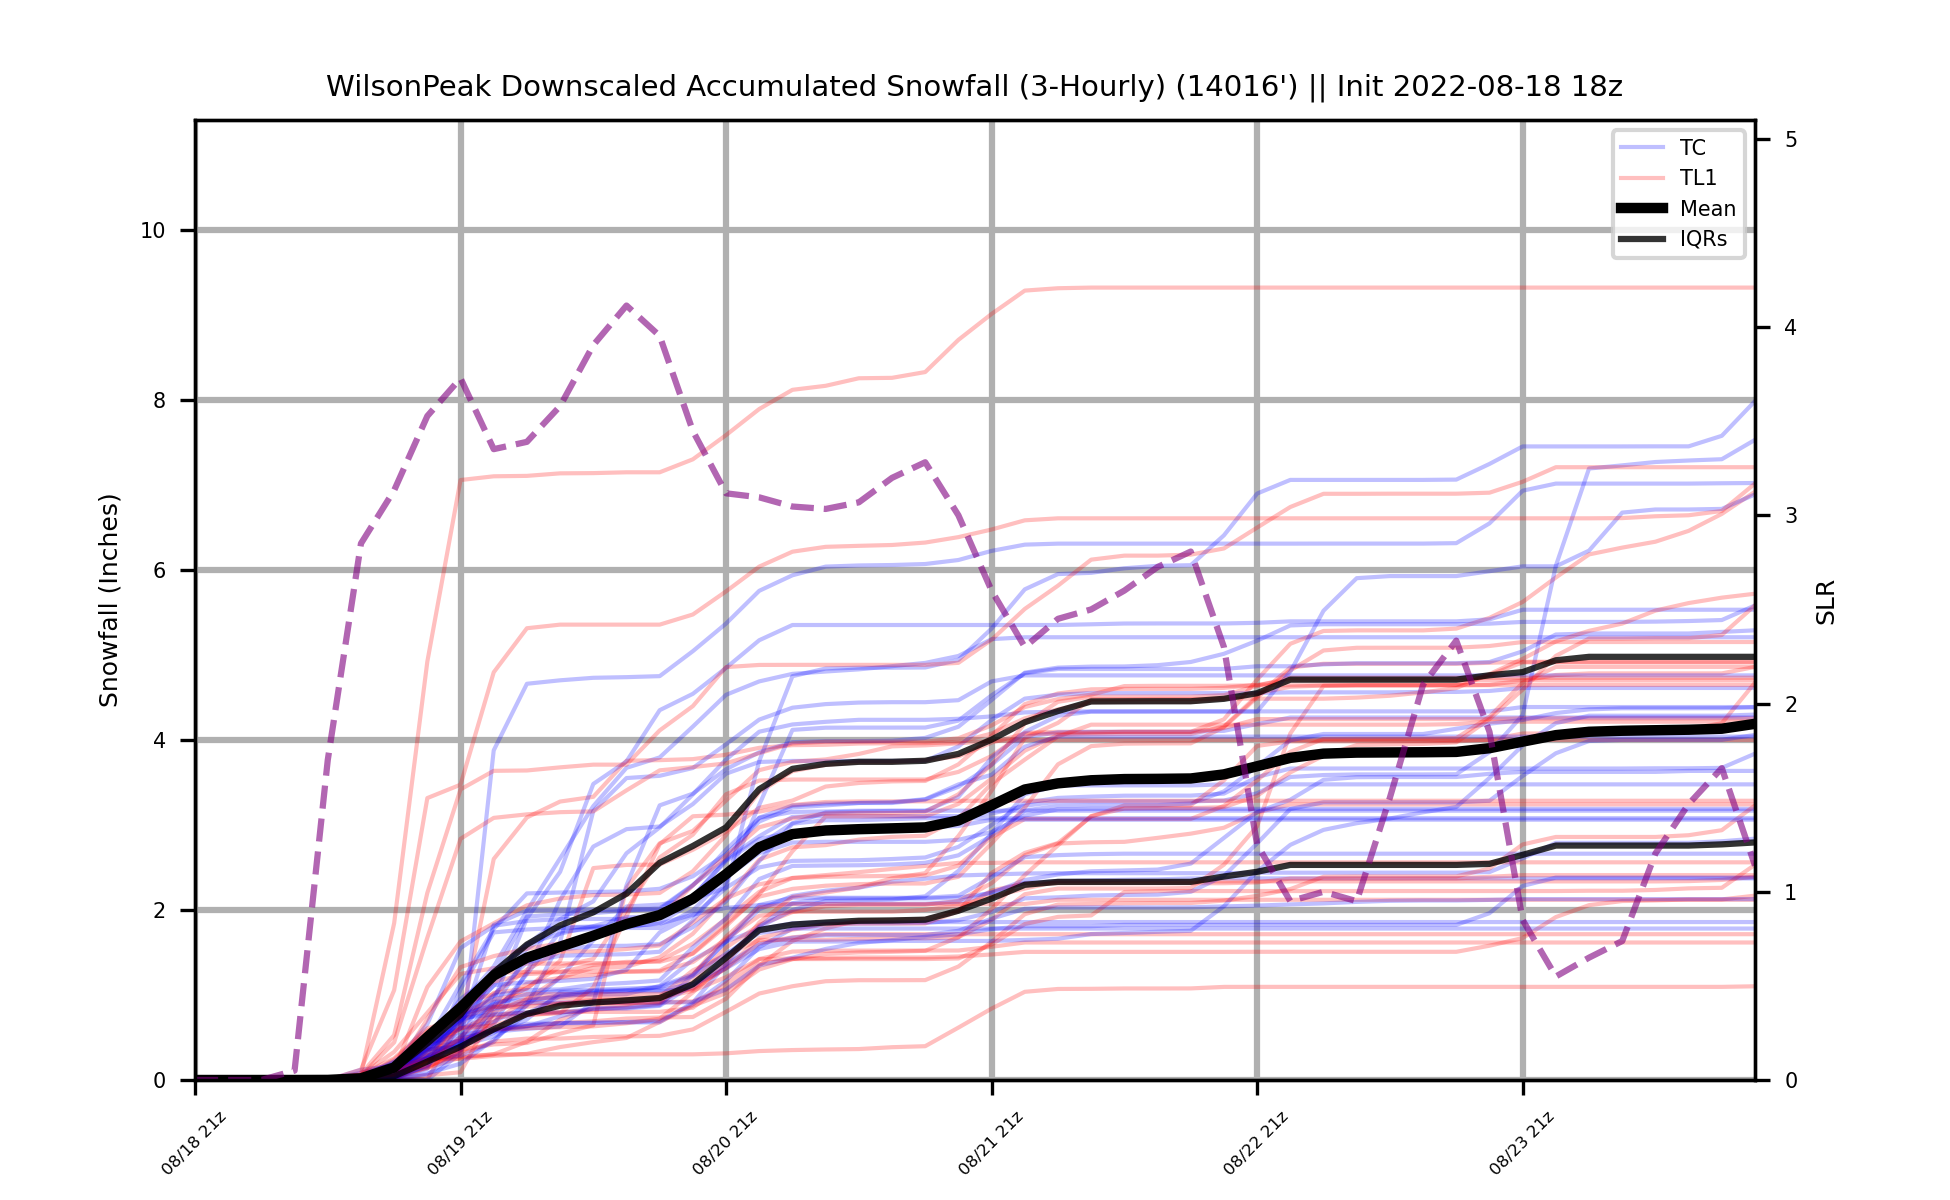 WilsonPeak Downscaled Accumulated Snowfall (3-Hourly) (14016') || Init 2022-08-18 18z
TC
TL1
Mean
IQRs
Snowfall (Inches)
10
8
6
4
2
0
SLR
5
4
3
2
1
0
08/18 21z
08/19 21z
08/20 21z
08/21 21z
08/22 21z
08/23 21z